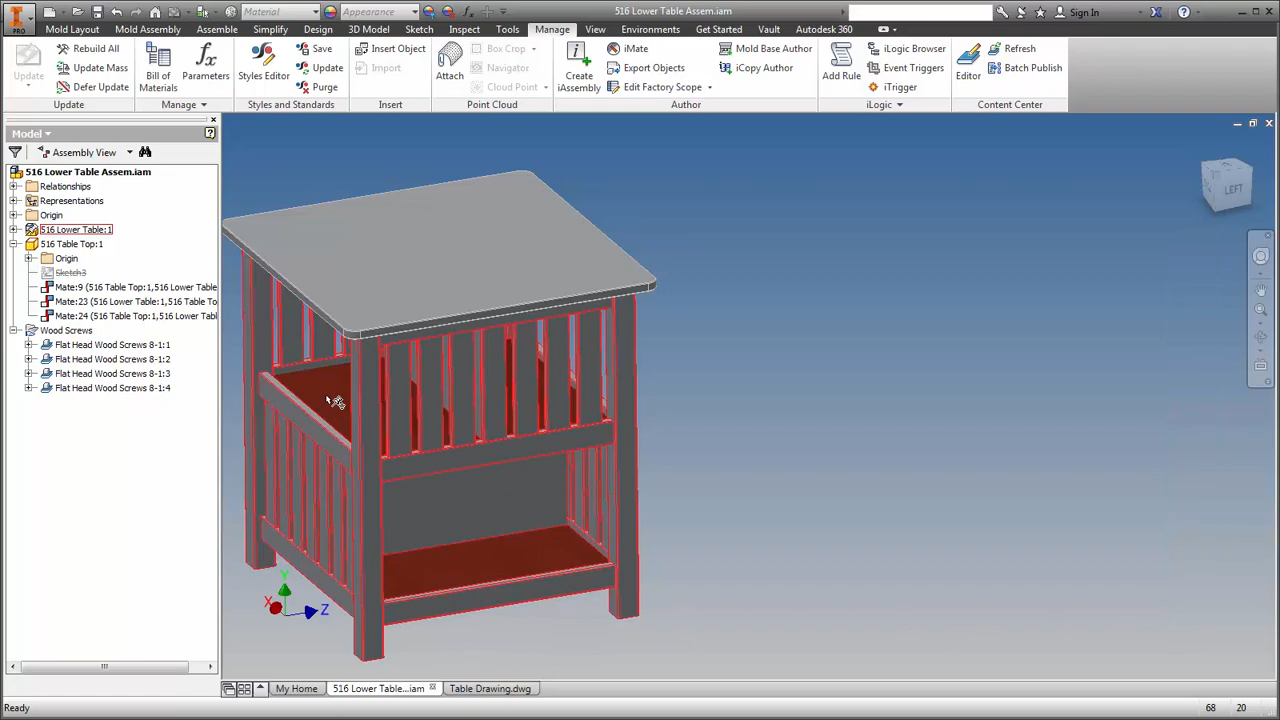 Material
Appearance
516 Lower Table Assem.iam
Sign In
PRO
Mold Layout
Mold Assembly
Assemble
Simplify
Design
3D Model
Sketch
Inspect
Tools
Manage
View
Environments
Get Started
Vault
Autodesk 360
Update
Rebuild All
Update Mass
Defer Update
Update
Bill of
Materials
Parameters
Manage
Styles Editor
Save
Update
Purge
Styles and Standards
Insert Object
Import
Insert
Attach
Box Crop
Navigator
Cloud Point
Point Cloud
Create
iAssembly
iMate
Export Objects
Edit Factory Scope
Mold Base Author
iCopy Author
Author
Add Rule
iLogic Browser
Event Triggers
iTrigger
iLogic
Editor
Refresh
Batch Publish
Content Center
Model
Assembly View
516 Lower Table Assem.iam
Relationships
Representations
Origin
516 Lower Table:1
516 Table Top:1
Origin
Sketch3
Mate:9 (516 Table Top:1,516 Lower Table
Mate:23 (516 Lower Table:1,516 Table To
Mate:24 (516 Table Top:1,516 Lower Table
Wood Screws
Flat Head Wood Screws 8-1:1
Flat Head Wood Screws 8-1:2
Flat Head Wood Screws 8-1:3
Flat Head Wood Screws 8-1:4
LEFT
Y
X
Z
My Home
516 Lower Table...iam
Table Drawing.dwg
Ready
68
20